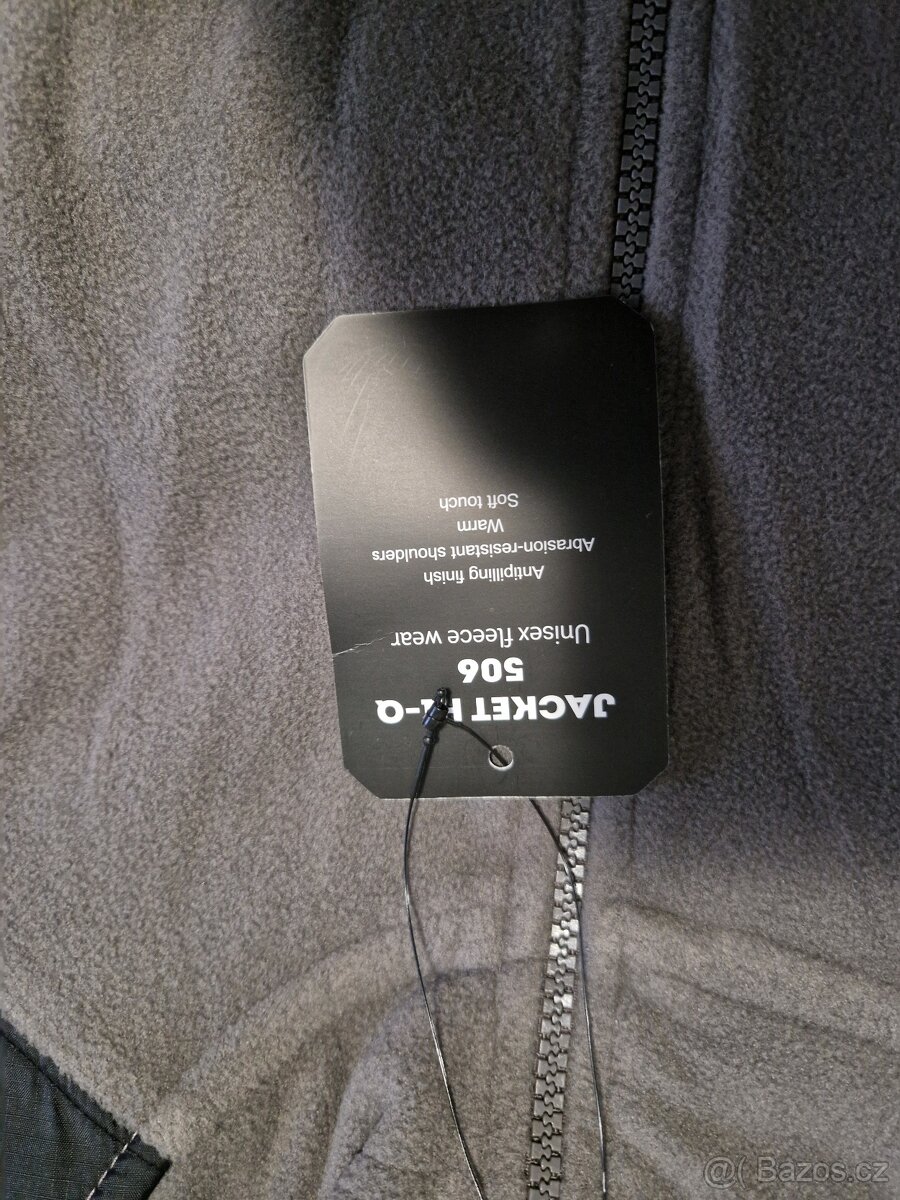 JACKET
506
Unisex fleece wear
Antipilling finish
Abrasion-resistant shoulders
Warm
Soft touch
@( Bazos.cz